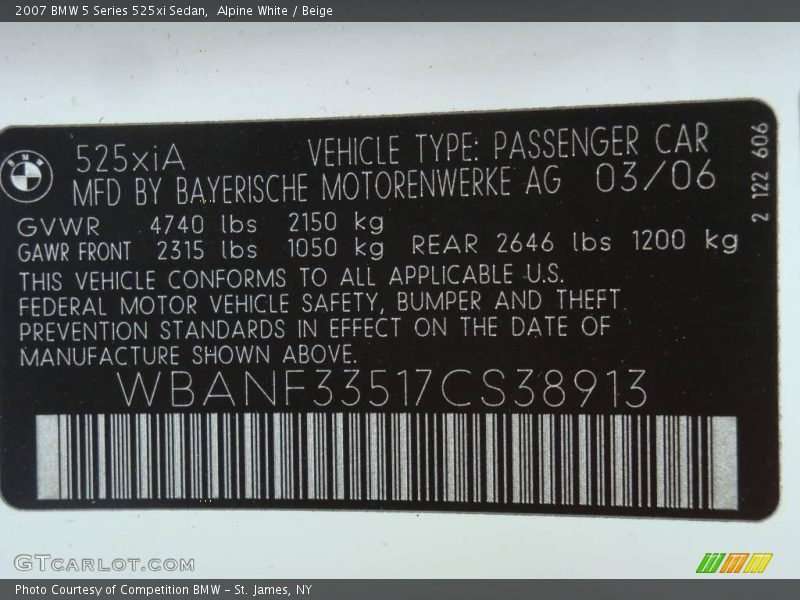 2007 BMW 5 Series 525xi Sedan,  Alpine White / Beige
BMW
525xiA
VEHICLE TYPE: PASSENGER CAR
MFD BY BAYERISCHE MOTORENWERKE AG 03/06
2 122 606
GVWR 4740 lbs 2150 kg
GAWR FRONT 2315 lbs 1050 kg REAR 2646 lbs 1200 kg
THIS VEHICLE CONFORMS TO ALL APPLICABLE U.S.
FEDERAL MOTOR VEHICLE SAFETY, BUMPER AND THEFT
PREVENTION STANDARDS IN EFFECT ON THE DATE OF
MANUFACTURE SHOWN ABOVE.
WBANF33517CS38913
GTCARLOT.COM
Photo Courtesy of Competition BMW – St. James, NY